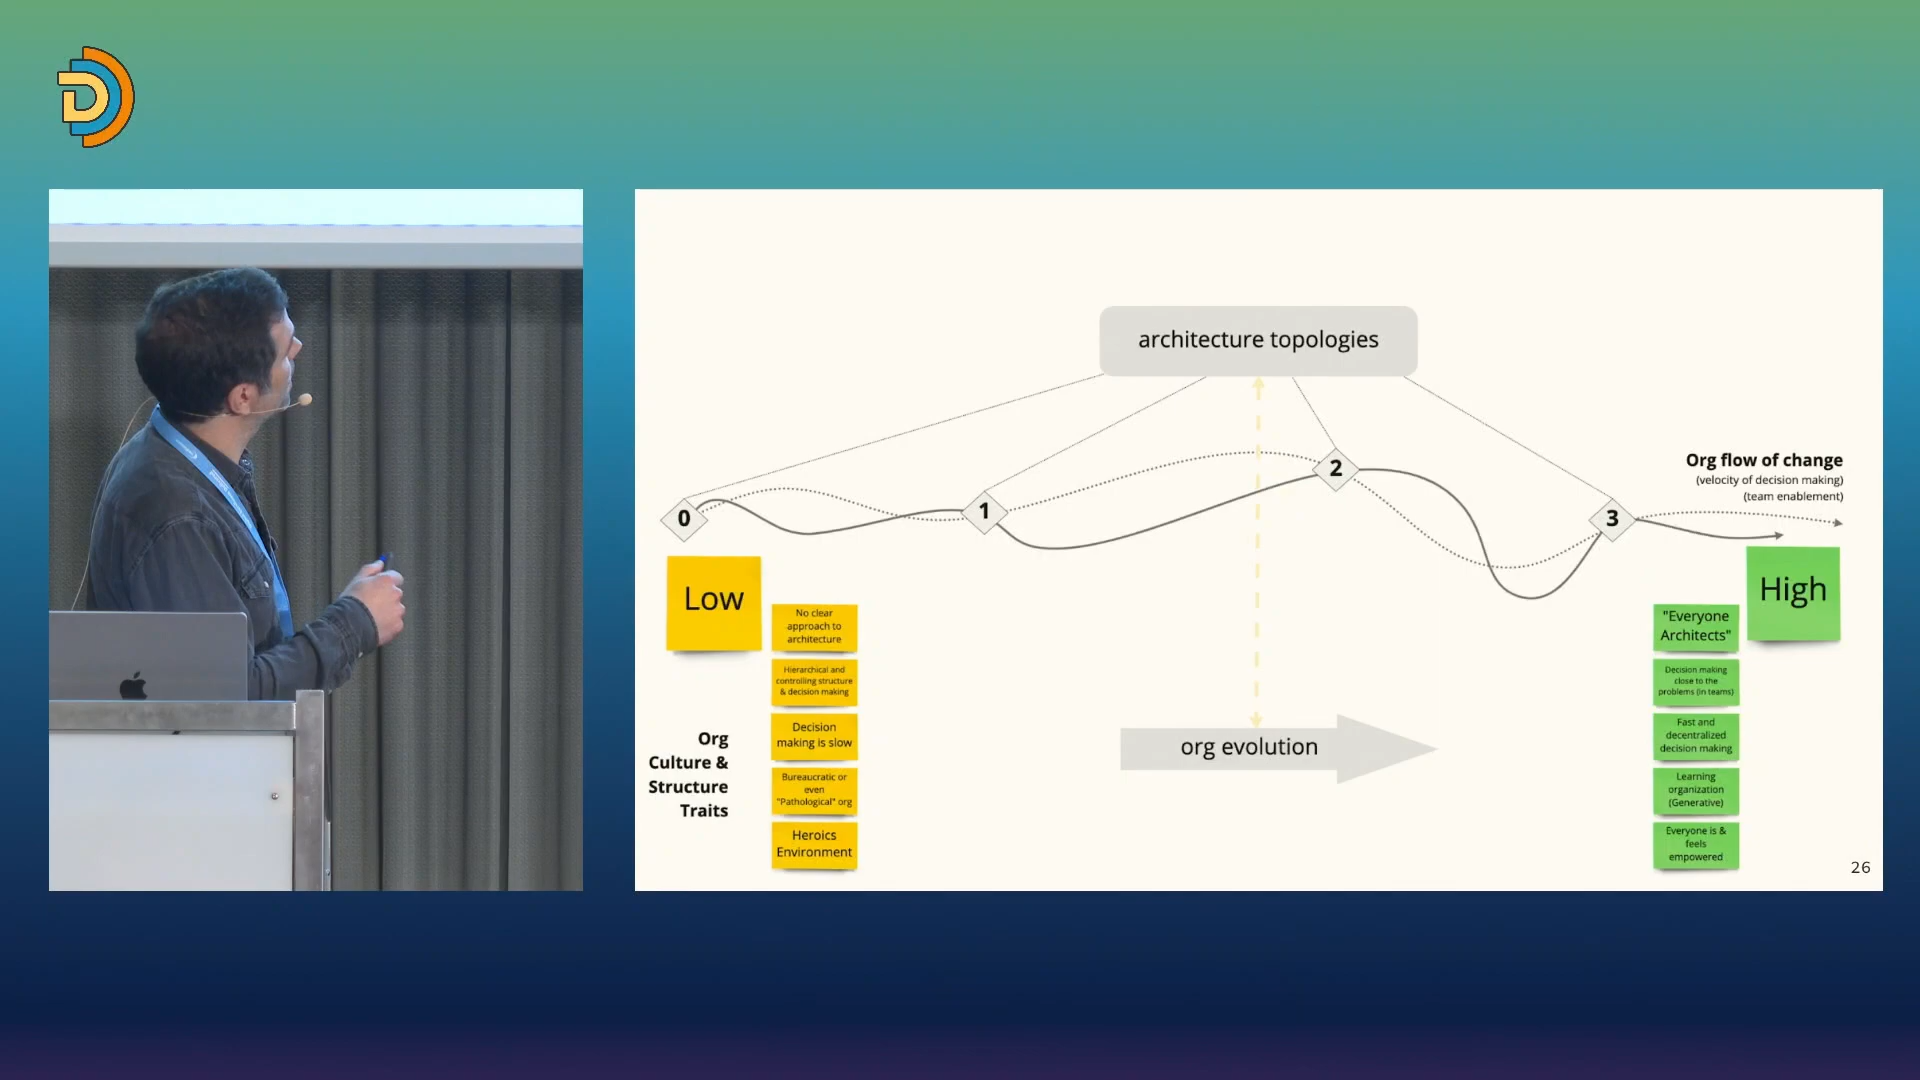 architecture topologies
0
1
2
3
Org flow of change
(velocity of decision making)
(team enablement)
Low
High
No clear
approach to
architecture
Hierarchical and
controlling structure
& decision making
Decision
making is slow
Bureaucratic or
even
"Pathological" org
Heroics
Environment
Org
Culture &
Structure
Traits
org evolution
"Everyone
Architects"
Decision making
close to the
problems (in teams)
Fast and
decentralized
decision making
Learning
organization
(Generative)
Everyone is &
feels
empowered
26